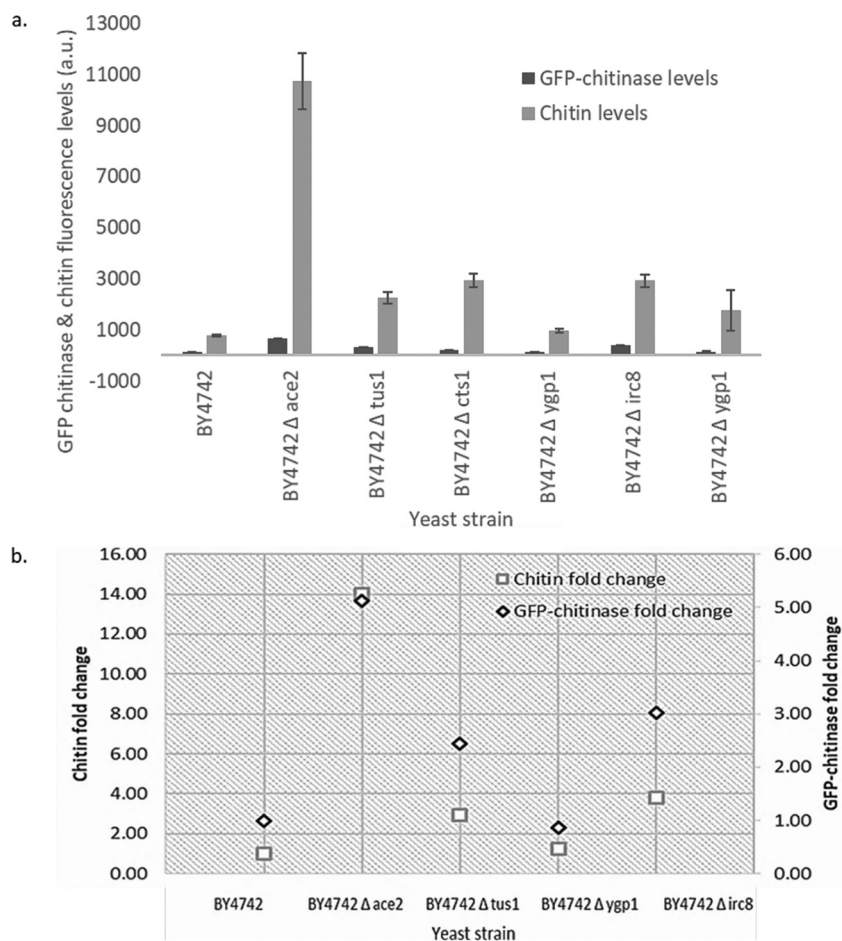 a.
13000
11000
9000
7000
5000
3000
1000
-1000
GFP chitinase & chitin fluorescence levels (a.u.)
GFP-chitinase levels
Chitin levels
BY4742
BY4742 Δ ace2
BY4742 Δ tus1
BY4742 Δ cts1
BY4742 Δ ygp1
BY4742 Δ irc8
BY4742 Δ ygp1
Yeast strain
b.
16.00
14.00
12.00
10.00
8.00
6.00
4.00
2.00
0.00
Chitin fold change
Chitin fold change
GFP-chitinase fold change
6.00
5.00
4.00
3.00
2.00
1.00
0.00
GFP-chitinase fold change
BY4742
BY4742 Δ ace2
BY4742 Δ tus1
BY4742 Δ ygp1
BY4742 Δ irc8
Yeast strain